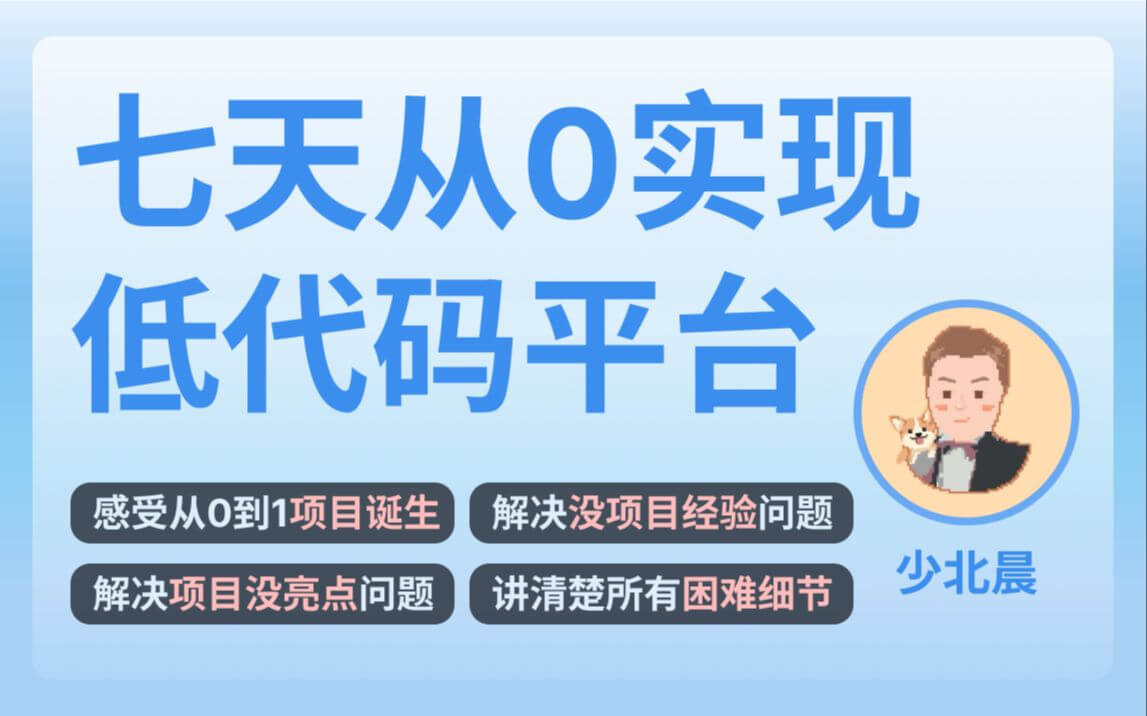 七天从0实现
低代码平台
感受从0到1项目诞生
解决没项目经验问题
解决项目没亮点问题
讲清楚所有困难细节
少北晨